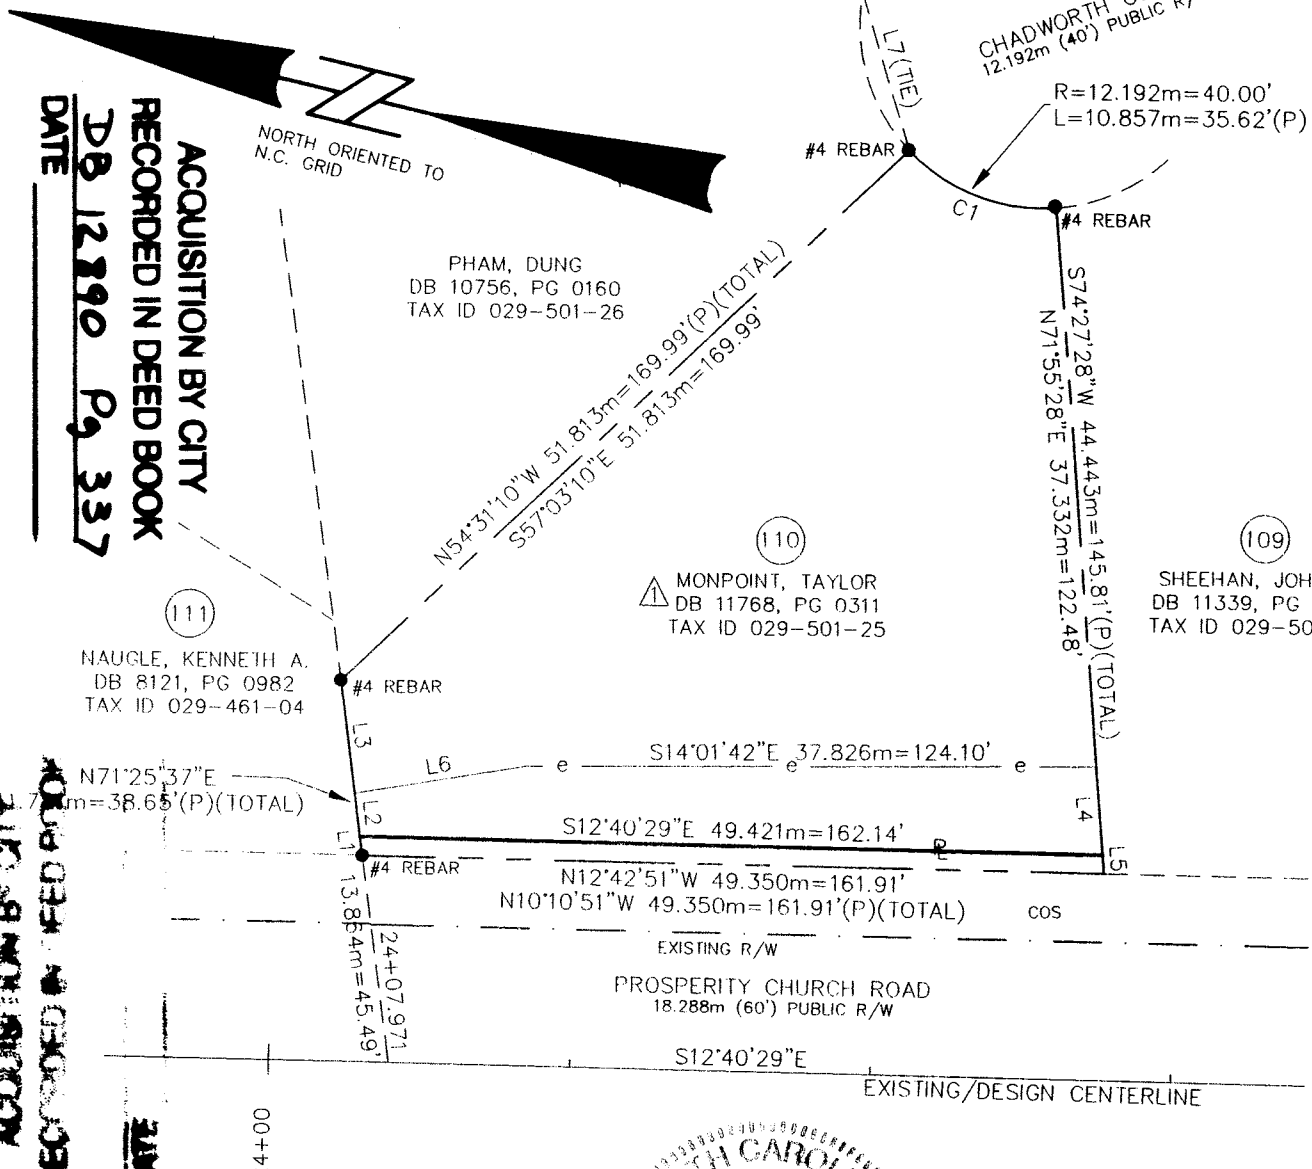 L7(TIE)
CHADWORTH
12.192m (40') PUBLIC
R=12.192m=40.00'
L=10.857m=35.62'(P)
NORTH ORIENTED TO
N.C. GRID
ACQUISITION BY CITY
RECORDED IN DEED BOOK
DB 12890 Pg 337
DATE
#4 REBAR
C1
#4 REBAR
PHAM, DUNG
DB 10756, PG 0160
TAX ID 029-501-26
N54°31'10"W 51.813m=169.99'(P)(TOTAL)
S57°03'10"E 51.813m=169.99'
S74°27'28"W 44.443m=145.81'(P)(TOTAL)
N71°55'28"E 37.332m=122.48'
110
1
MONPOINT, TAYLOR
DB 11768, PG 0311
TAX ID 029-501-25
109
SHEEHAN, JOH
DB 11339, PG
TAX ID 029-50
111
NAUGLE, KENNETH A.
DB 8121, PG 0982
TAX ID 029-461-04
#4 REBAR
L3
L6
e
S14°01'42"E 37.826m=124.10'
e
e
N71°25'37"E
m=38.65'(P)(TOTAL)
L2
L4
S12°40'29"E 49.421m=162.14'
L1
L5
#4 REBAR
N12°42'51"W 49.350m=161.91'
N10°10'51"W 49.350m=161.91'(P)(TOTAL)
COS
13.864m=45.49'
24+07.971
EXISTING R/W
PROSPERITY CHURCH ROAD
18.288m (60') PUBLIC R/W
S12°40'29"E
EXISTING/DESIGN CENTERLINE
4+00
TH CARO